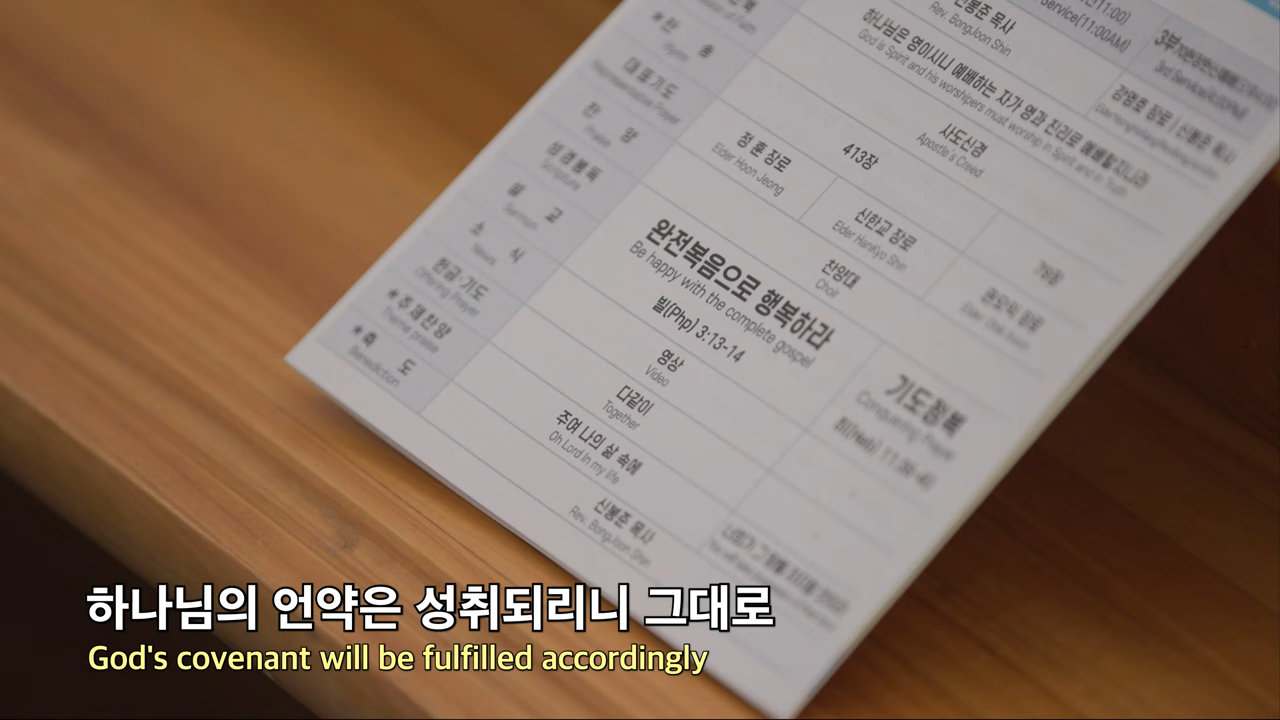 Service(11:00AM)
신봉준 목사
Rev. BongJoon Shin
3부
3rd Service
하나님은 영이시니 예배하는 자가 영과 진리로 예배할지니라
God is Spirit and his worshipers must worship in Spirit and in Truth
사도신경
Apostle's Creed
★찬 송
413장
대표기도
Representative Prayer
정 훈 장로
Elder Hoon Jeong
신한교 장로
Elder HanKyo Shin
찬 양
Praise
찬양대
Choir
성경봉독
Scripture
설 교
Sermon
완전복음으로 행복하라
Be happy with the complete gospel
빌(Php) 3:13-14
기도행복
Prayer
소 식
News
영상
Video
헌금·기도
Offering Prayer
다같이
Together
★주제찬양
Theme praise
주여 나의 삶 속에
Oh Lord In my life
★축 도
Benediction
신봉준 목사
Rev. BongJoon Shin
하나님의 언약은 성취되리니 그대로
God's covenant will be fulfilled accordingly